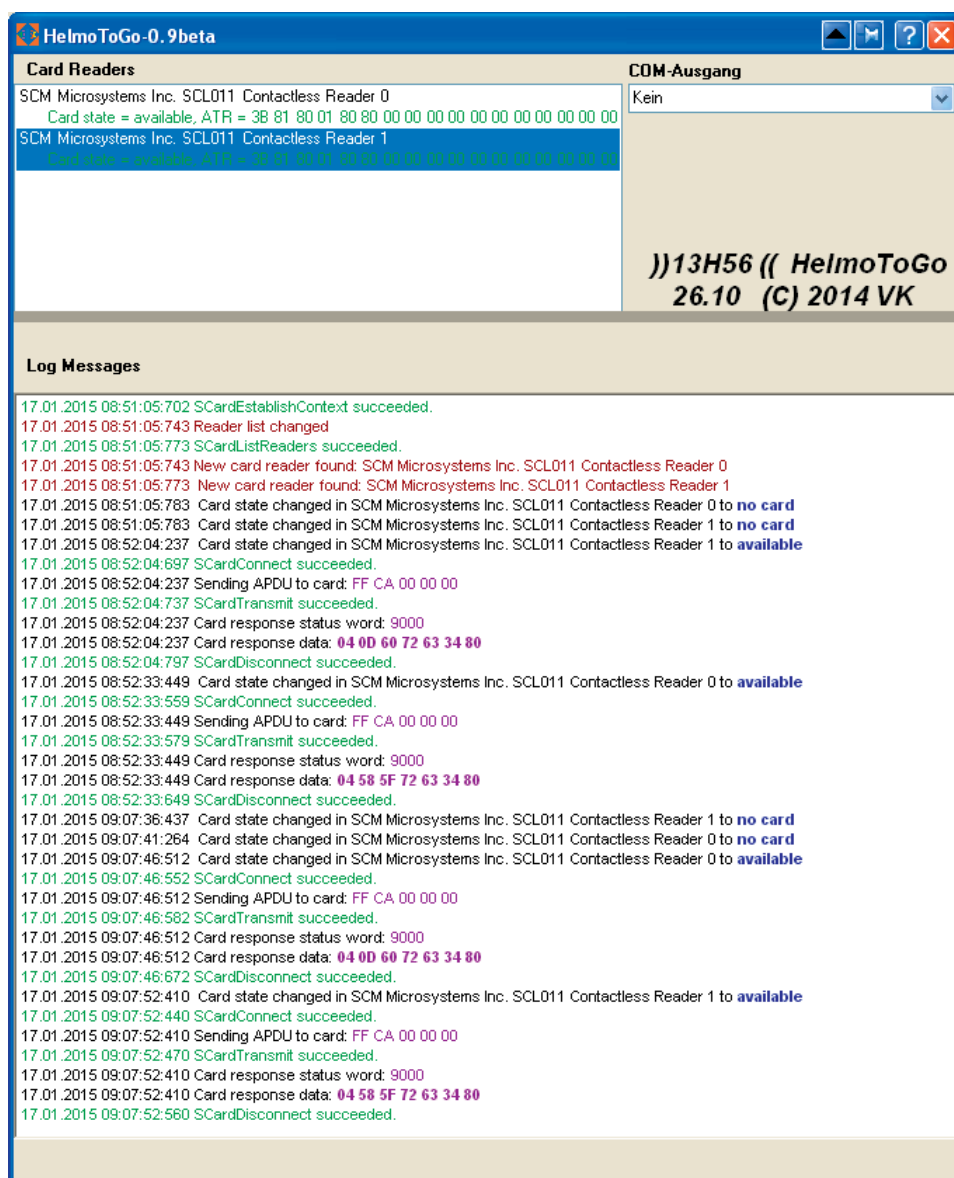 HelmoToGo-0.9beta
Card Readers
COM-Ausgang
SCM Microsystems Inc. SCL011 Contactless Reader 0
Card state = available, ATR = 3B 81 80 01 80 80 00 00 00 00 00 00 00 00 00 00 00 00
SCM Microsystems Inc. SCL011 Contactless Reader 1
Card state = available, ATR = 3B 81 80 01 80 80 00 00 00 00 00 00 00 00 00 00 00 00
Kein
))13H56 (( HelmoToGo
26.10 (C) 2014 VK
Log Messages
17.01.2015 08:51:05:702 SCardEstablishContext succeeded.
17.01.2015 08:51:05:743 Reader list changed
17.01.2015 08:51:05:773 SCardListReaders succeeded.
17.01.2015 08:51:05:743 New card reader found: SCM Microsystems Inc. SCL011 Contactless Reader 0
17.01.2015 08:51:05:773 New card reader found: SCM Microsystems Inc. SCL011 Contactless Reader 1
17.01.2015 08:51:05:783 Card state changed in SCM Microsystems Inc. SCL011 Contactless Reader 0 to no card
17.01.2015 08:51:05:783 Card state changed in SCM Microsystems Inc. SCL011 Contactless Reader 1 to no card
17.01.2015 08:52:04:237 Card state changed in SCM Microsystems Inc. SCL011 Contactless Reader 1 to available
17.01.2015 08:52:04:697 SCardConnect succeeded.
17.01.2015 08:52:04:237 Sending APDU to card: FF CA 00 00 00
17.01.2015 08:52:04:737 SCardTransmit succeeded.
17.01.2015 08:52:04:237 Card response status word: 9000
17.01.2015 08:52:04:237 Card response data: 04 0D 60 72 63 34 80
17.01.2015 08:52:04:797 SCardDisconnect succeeded.
17.01.2015 08:52:33:449 Card state changed in SCM Microsystems Inc. SCL011 Contactless Reader 0 to available
17.01.2015 08:52:33:559 SCardConnect succeeded.
17.01.2015 08:52:33:449 Sending APDU to card: FF CA 00 00 00
17.01.2015 08:52:33:579 SCardTransmit succeeded.
17.01.2015 08:52:33:449 Card response status word: 9000
17.01.2015 08:52:33:449 Card response data: 04 58 5F 72 63 34 80
17.01.2015 08:52:33:649 SCardDisconnect succeeded.
17.01.2015 09:07:36:437 Card state changed in SCM Microsystems Inc. SCL011 Contactless Reader 1 to no card
17.01.2015 09:07:41:264 Card state changed in SCM Microsystems Inc. SCL011 Contactless Reader 0 to no card
17.01.2015 09:07:46:512 Card state changed in SCM Microsystems Inc. SCL011 Contactless Reader 0 to available
17.01.2015 09:07:46:552 SCardConnect succeeded.
17.01.2015 09:07:46:512 Sending APDU to card: FF CA 00 00 00
17.01.2015 09:07:46:582 SCardTransmit succeeded.
17.01.2015 09:07:46:512 Card response status word: 9000
17.01.2015 09:07:46:512 Card response data: 04 0D 60 72 63 34 80
17.01.2015 09:07:46:672 SCardDisconnect succeeded.
17.01.2015 09:07:52:410 Card state changed in SCM Microsystems Inc. SCL011 Contactless Reader 1 to available
17.01.2015 09:07:52:440 SCardConnect succeeded.
17.01.2015 09:07:52:410 Sending APDU to card: FF CA 00 00 00
17.01.2015 09:07:52:470 SCardTransmit succeeded.
17.01.2015 09:07:52:410 Card response status word: 9000
17.01.2015 09:07:52:410 Card response data: 04 58 5F 72 63 34 80
17.01.2015 09:07:52:560 SCardDisconnect succeeded.